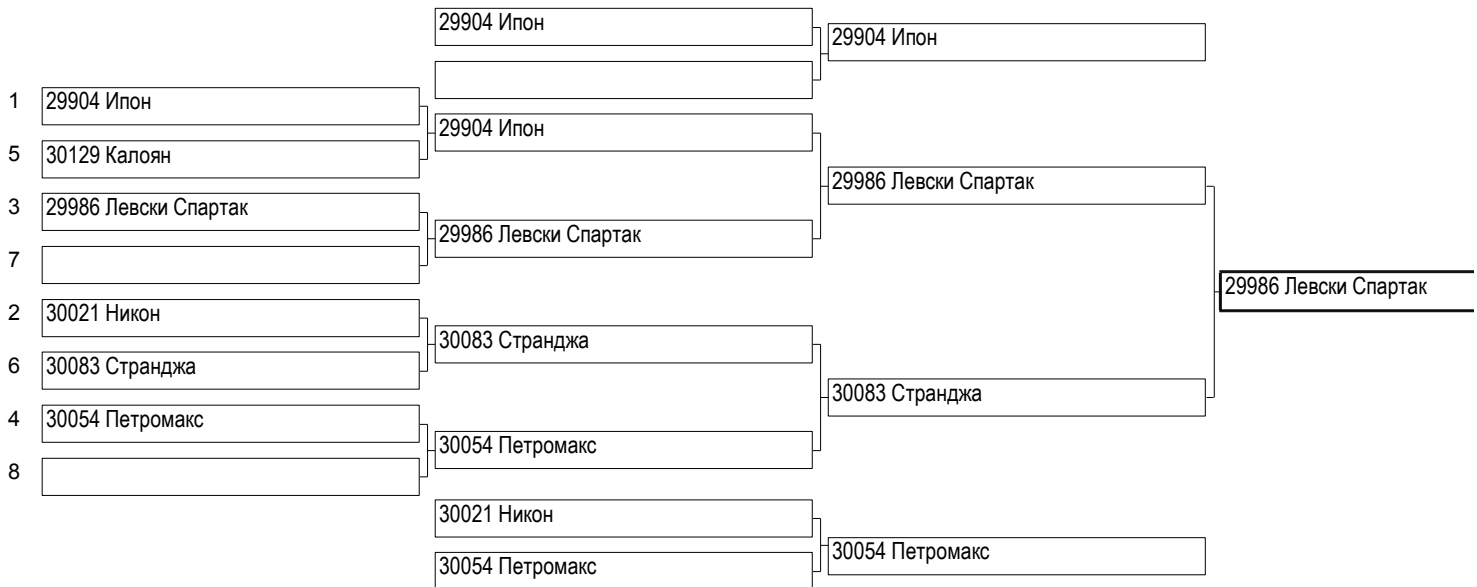 29904 Ипон
29904 Ипон
1 29904 Ипон
29904 Ипон
5 30129 Калоян
29986 Левски Спартак
3 29986 Левски Спартак
29986 Левски Спартак
7
29986 Левски Спартак
2 30021 Никон
30083 Странджа
6 30083 Странджа
30083 Странджа
4 30054 Петромакс
30054 Петромакс
8
30021 Никон
30054 Петромакс
30054 Петромакс